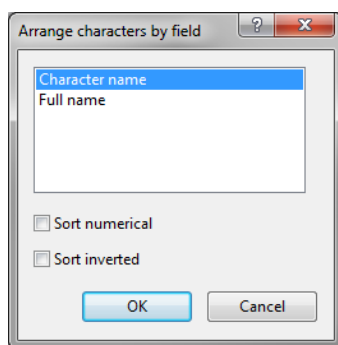 Arrange characters by field
Character name
Full name
Sort numerical
Sort inverted
OK Cancel